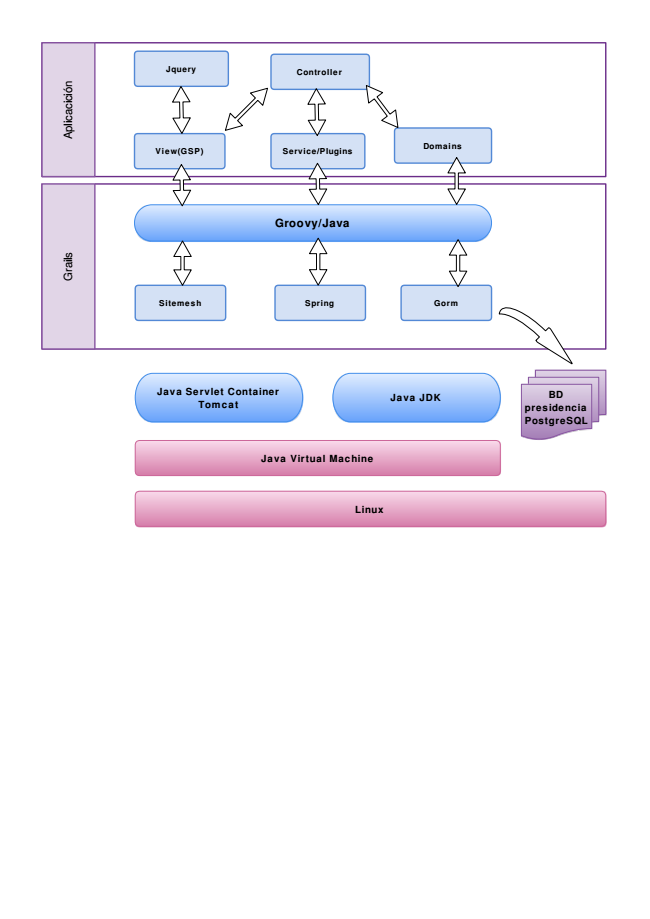 Aplicacición
Jquery
Controller
View(GSP)
Service/Plugins
Domains
Grails
Groovy/Java
Sitemesh
Spring
Gorm
Java Servlet Container
Tomcat
Java JDK
BD
presidencia
PostgreSQL
Java Virtual Machine
Linux